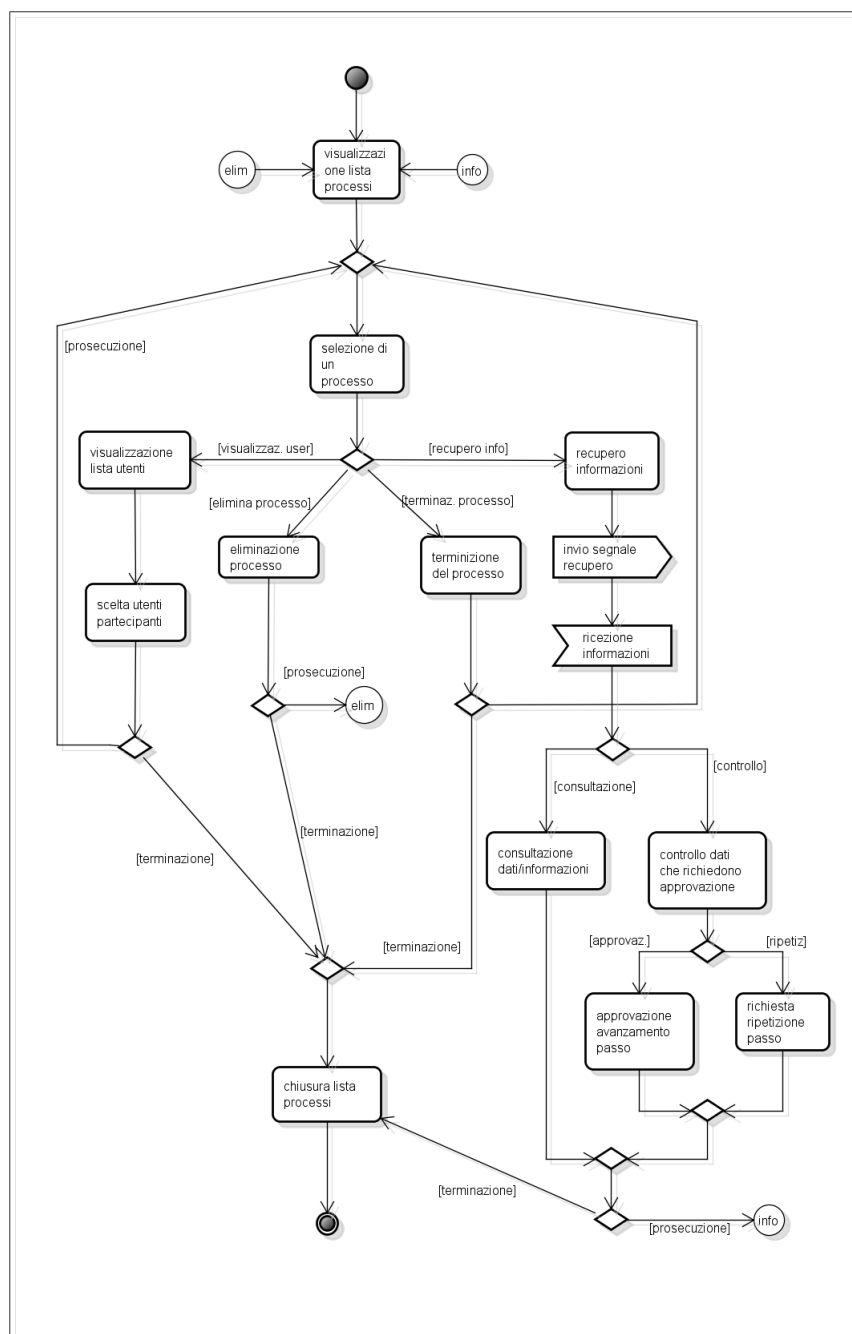 visualizzazi
one lista
processi
elim
info
[prosecuzione]
selezione di
un
processo
visualizzazione
lista utenti
[visualizzaz. user]
[recupero info]
recupero
informazioni
[elimina processo]
[terminaz. processo]
eliminazione
processo
terminizione
del processo
invio segnale
recupero
scelta utenti
partecipanti
ricezione
informazioni
[prosecuzione]
elim
[controllo]
[consultazione]
[terminazione]
[terminazione]
consultazione
dati/informazioni
controllo dati
che richiedono
approvazione
[terminazione]
[approvaz.]
[ripetiz]
approvazione
avanzamento
passo
richiesta
ripetizione
passo
chiusura lista
processi
[terminazione]
[prosecuzione]
info